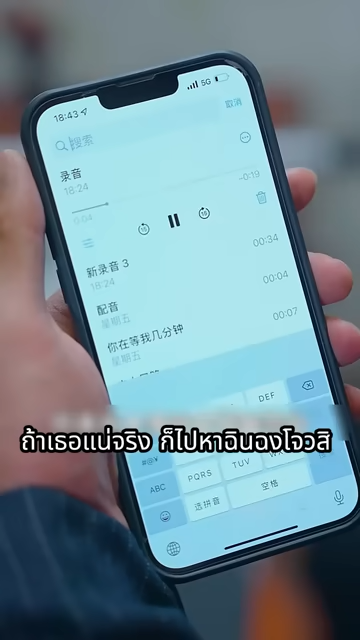 18:43
5G
搜索
取消
录音
18:24
0:04
-0:19
15
15
新录音 3
18:24
00:34
配音
星期五
00:04
你在等我几分钟
星期五
00:07
DEF
ถ้าเธอแน่จริง ก็ไปหาฉินฉงโจวสิ
#@¥
PQRS
TUV
ABC
选拼音
空格